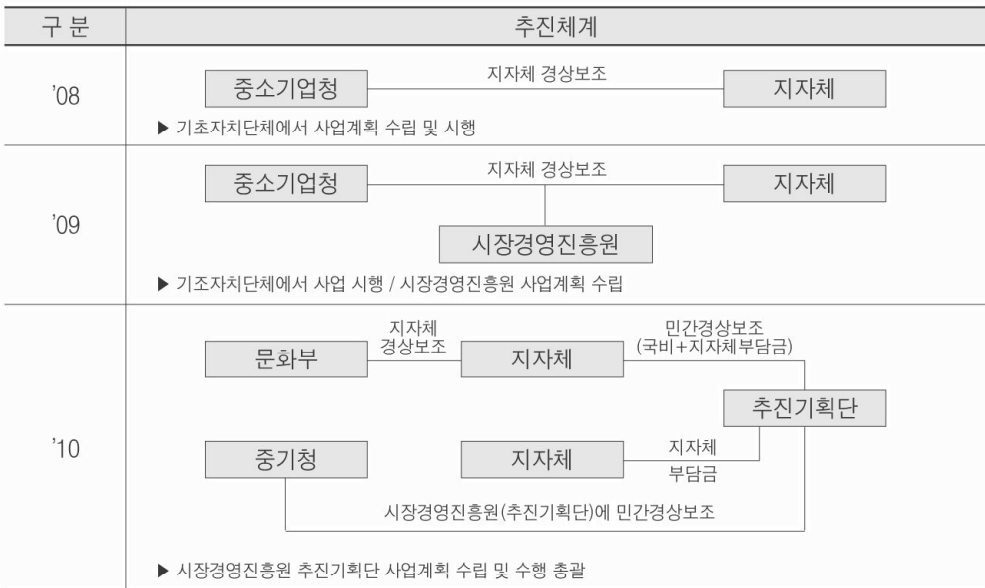 구 분
추진체계
'08
중소기업청
지자체 경상보조
지자체
▶ 기초자치단체에서 사업계획 수립 및 시행
'09
중소기업청
지자체 경상보조
지자체
시장경영진흥원
▶ 기조자치단체에서 사업 시행 / 시장경영진흥원 사업계획 수립
'10
문화부
지자체
경상보조
지자체
민간경상보조
(국비+지자체부담금)
추진기획단
중기청
지자체
지자체
부담금
시장경영진흥원(추진기획단)에 민간경상보조
▶ 시장경영진흥원 추진기획단 사업계획 수립 및 수행 총괄